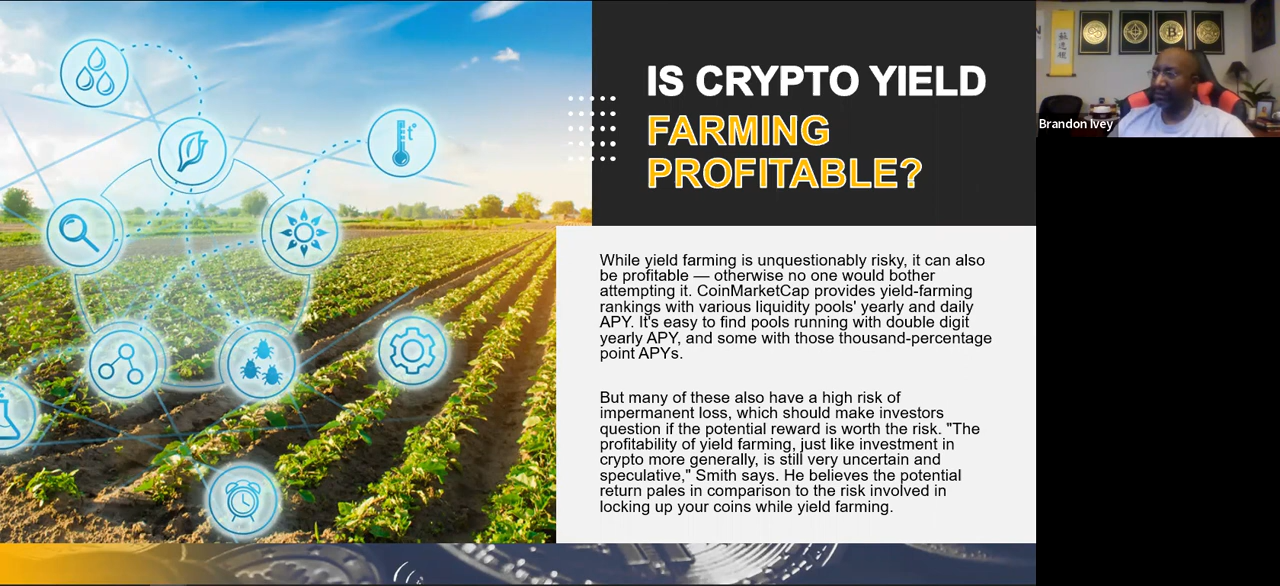 IS CRYPTO YIELD
FARMING
PROFITABLE?
While yield farming is unquestionably risky, it can also
be profitable — otherwise no one would bother
attempting it. CoinMarketCap provides yield-farming
rankings with various liquidity pools' yearly and daily
APY. It's easy to find pools running with double digit
yearly APY, and some with those thousand-percentage
point APYs.
But many of these also have a high risk of
impermanent loss, which should make investors
question if the potential reward is worth the risk. "The
profitability of yield farming, just like investment in
crypto more generally, is still very uncertain and
speculative," Smith says. He believes the potential
return pales in comparison to the risk involved in
locking up your coins while yield farming.
t°
Brandon Ivey